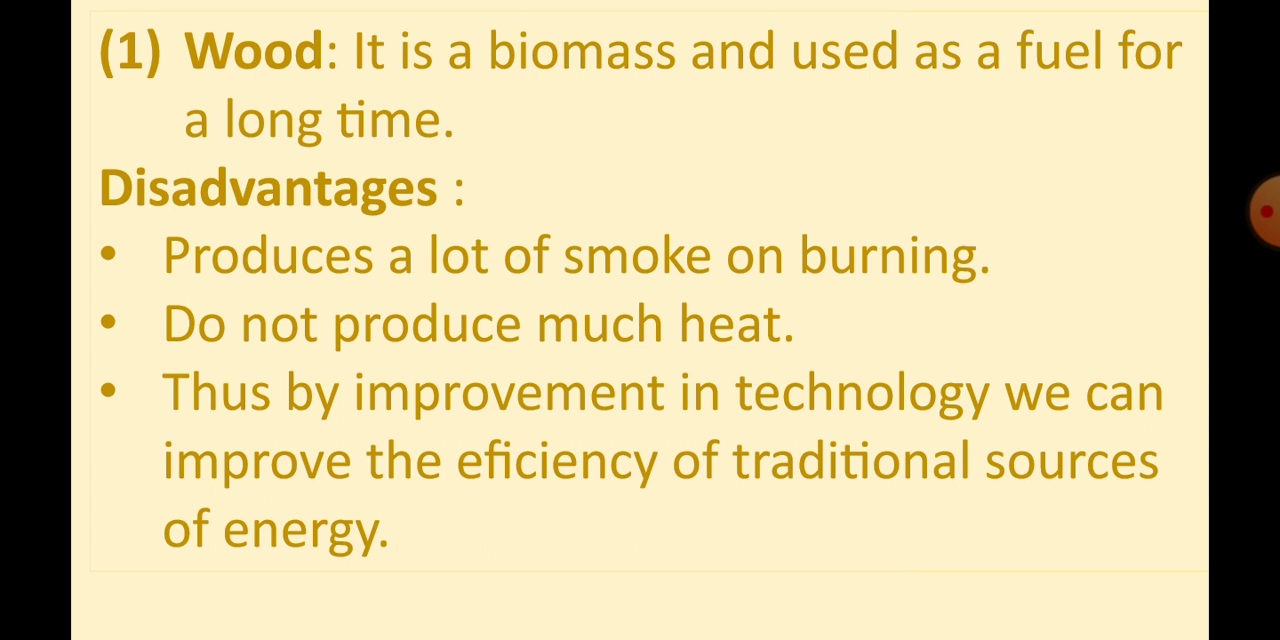 (1) Wood: It is a biomass and used as a fuel for
a long time.
Disadvantages :
• Produces a lot of smoke on burning.
• Do not produce much heat.
• Thus by improvement in technology we can
improve the eficiency of traditional sources
of energy.